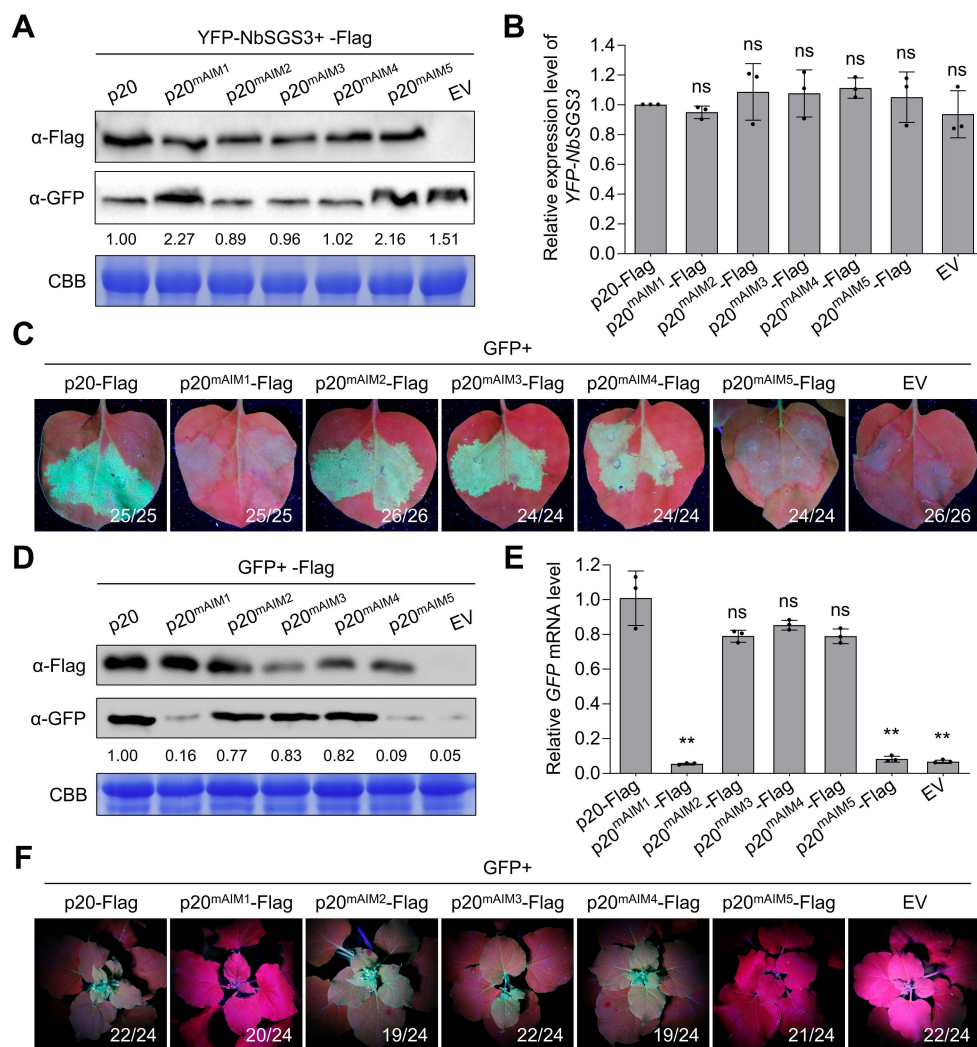 A
YFP-NbSGS3+ -Flag
p20 p20mAIM1 p20mAIM2 p20mAIM3 p20mAIM4 p20mAIM5 EV
α-Flag
α-GFP
1.00 2.27 0.89 0.96 1.02 2.16 1.51
CBB
B
Relative expression level of
YFP-NbSGS3
1.4
1.2
1.0
0.8
0.6
0.4
0.2
0.0
ns ns ns ns ns ns
p20-Flag p20mAIM1-Flag p20mAIM2-Flag p20mAIM3-Flag p20mAIM4-Flag p20mAIM5-Flag EV
C
GFP+
p20-Flag p20mAIM1-Flag p20mAIM2-Flag p20mAIM3-Flag p20mAIM4-Flag p20mAIM5-Flag EV
25/25 25/25 26/26 24/24 24/24 24/24 26/26
D
GFP+ -Flag
p20 p20mAIM1 p20mAIM2 p20mAIM3 p20mAIM4 p20mAIM5 EV
α-Flag
α-GFP
1.00 0.16 0.77 0.83 0.82 0.09 0.05
CBB
E
Relative GFP mRNA level
1.2
1.0
0.8
0.6
0.4
0.2
0.0
** ns ns ns ** **
p20-Flag p20mAIM1-Flag p20mAIM2-Flag p20mAIM3-Flag p20mAIM4-Flag p20mAIM5-Flag EV
F
GFP+
p20-Flag p20mAIM1-Flag p20mAIM2-Flag p20mAIM3-Flag p20mAIM4-Flag p20mAIM5-Flag EV
22/24 20/24 19/24 22/24 19/24 21/24 22/24